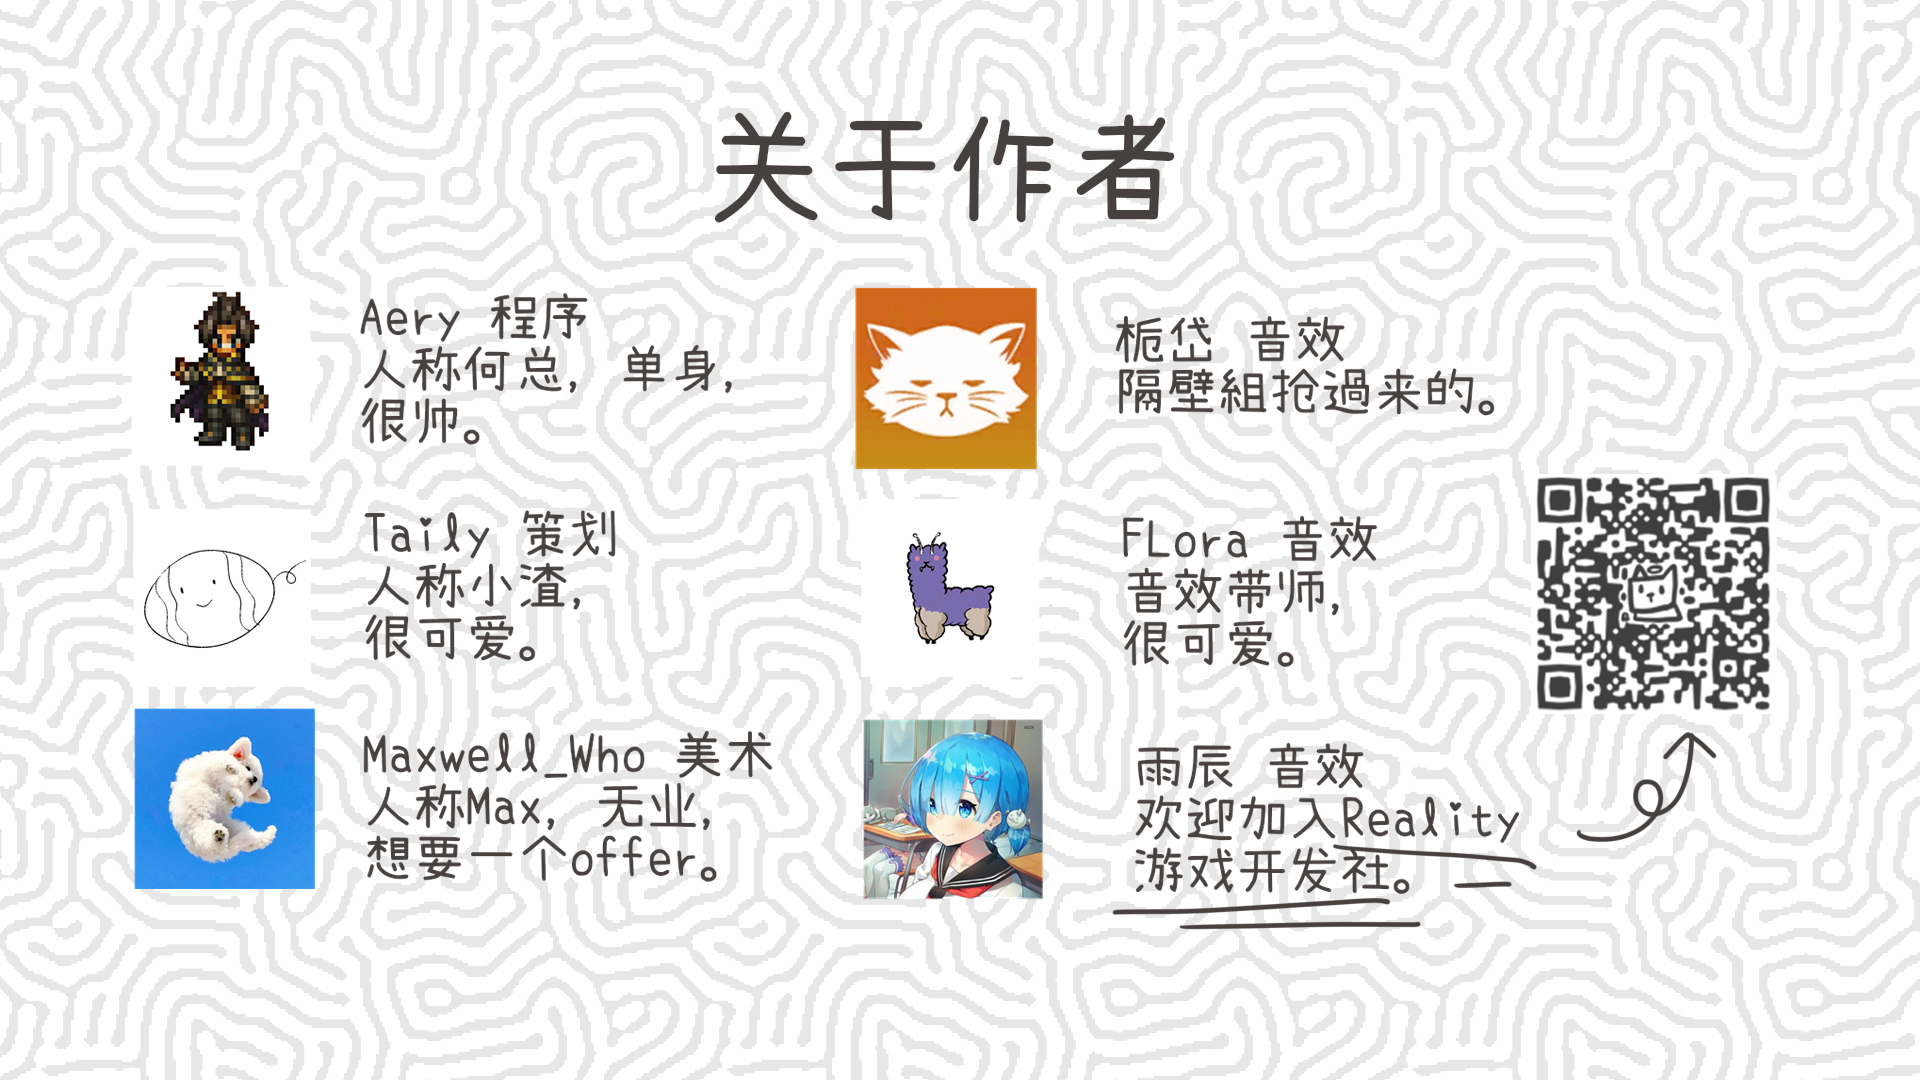 关于作者
Aery 程序
人称何总，单身，
很帅。
Taily 策划
人称小渣，
很可爱。
Maxwell_Who 美术
人称Max，无业，
想要一个offer。
栀岱 音效
隔壁組抢過来的。
FLora 音效
音效带师，
很可爱。
雨辰 音效
欢迎加入Reality
游戏开发社。